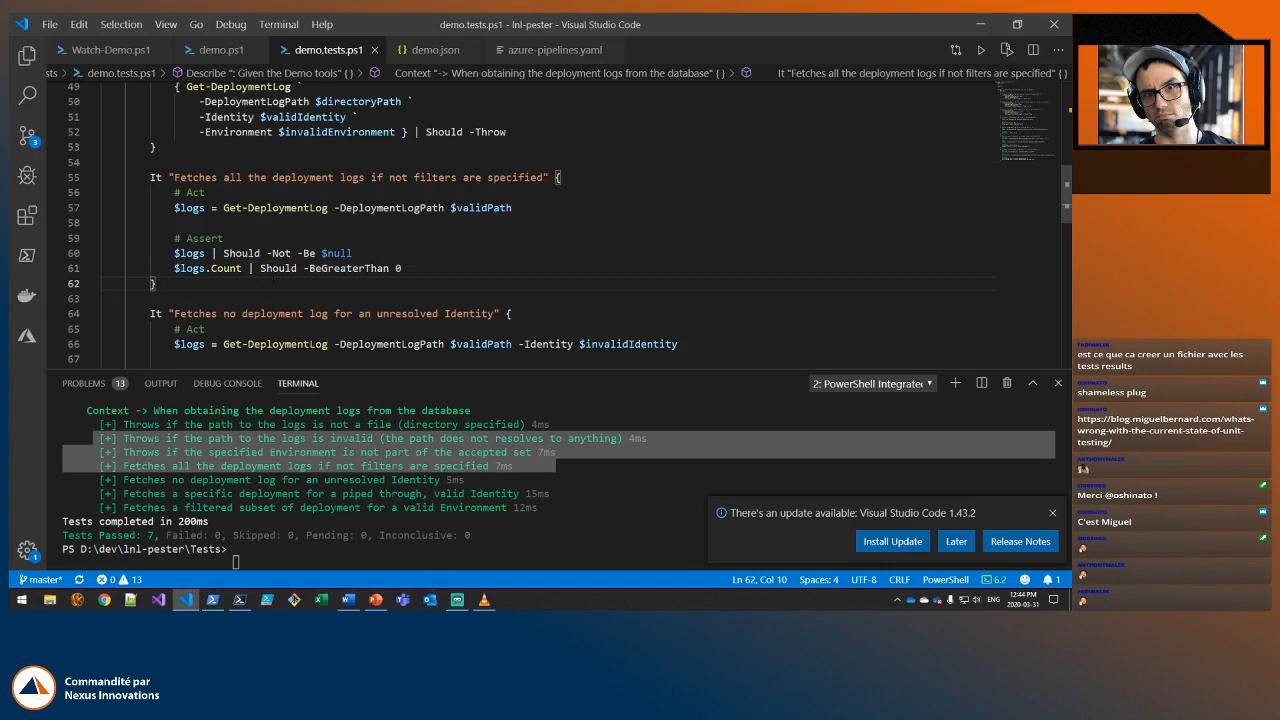 File Edit Selection View Go Debug Terminal Help
demo.tests.ps1 - lnl-pester - Visual Studio Code
Watch-Demo.ps1 demo.ps1 demo.tests.ps1 demo.json azure-pipelines.yaml
sts > demo.tests.ps1 > Describe ": Given the Demo tools" { } > Context "-> When obtaining the deployment logs from the database" { } > It "Fetches all the deployment logs if not filters are specified" { }
49 { Get-DeploymentLog
50 -DeploymentLogPath $directoryPath `
51 -Identity $validIdentity `
52 -Environment $invalidEnvironment } | Should -Throw
53 }
55 It "Fetches all the deployment logs if not filters are specified" {
56 # Act
57 $logs = Get-DeploymentLog -DeploymentLogPath $validPath
58
59 # Assert
60 $logs | Should -Not -Be $null
61 $logs.Count | Should -BeGreaterThan 0
62 }
63
64 It "Fetches no deployment log for an unresolved Identity" {
65 # Act
66 $logs = Get-DeploymentLog -DeploymentLogPath $validPath -Identity $invalidIdentity
67
PROBLEMS 13 OUTPUT DEBUG CONSOLE TERMINAL
2: PowerShell Integrate
Context -> When obtaining the deployment logs from the database
[+] Throws if the path to the logs is not a file (directory specified) 4ms
[+] Throws if the path to the logs is invalid (the path does not resolves to anything) 4ms
[+] Throws if the specified Environment is not part of the accepted set 7ms
[+] Fetches all the deployment logs if not filters are specified 7ms
[+] Fetches no deployment log for an unresolved Identity 5ms
[+] Fetches a specific deployment for a piped through, valid Identity 15ms
[+] Fetches a filtered subset of deployment for a valid Environment 12ms
Tests completed in 200ms
Tests Passed: 7, Failed: 0, Skipped: 0, Pending: 0, Inconclusive: 0
PS D:\dev\lnl-pester\Tests>
There's an update available: Visual Studio Code 1.43.2
Install Update Later Release Notes
3
1
master* 0 13
Ln 62, Col 10 Spaces: 4 UTF-8 CRLF PowerShell 6.2 1
ENG
12:44 PM
2020-03-31
est ce que ca creer un fichier avec les
tests results
OSHINATO
shameless plug
OSHINATO
https://blog.miguelbernard.com/whats-
wrong-with-the-current-state-of-unit-
testing/
ANTHONYMALER
Merci @oshinato !
OSHINATO
C'est Miguel
ANTHONYMALER
Commandité par
Nexus Innovations